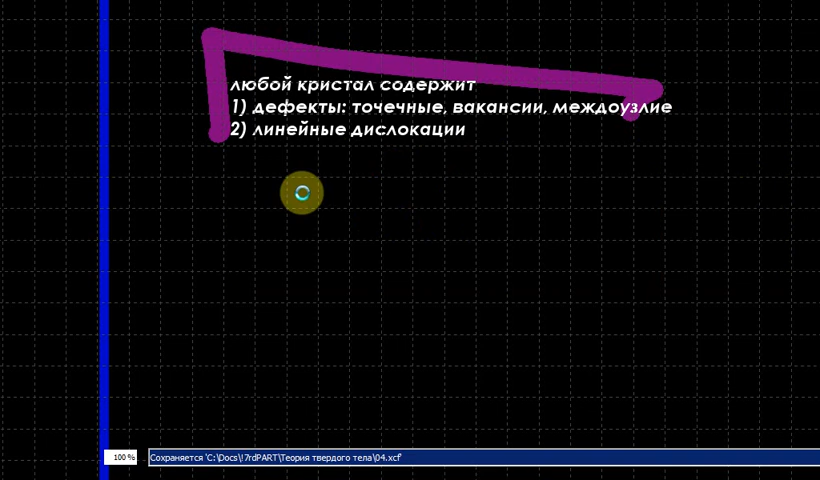 любой кристал содержит
1) дефекты: точечные, вакансии, междоузлие
2) линейные дислокации
100 %
Сохраняется 'C:\Docs\!7rdPART\Теория твердого тела\04.xcf'